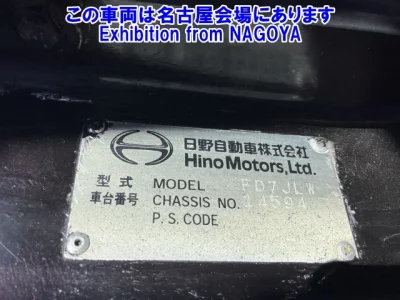 この車両は名古屋会場にあります
Exhibition from NAGOYA
日野自動車株式会社
Hino Motors, Ltd.
型式 MODEL FD7JLW
車台番号 CHASSIS NO. 14594
P.S. CODE